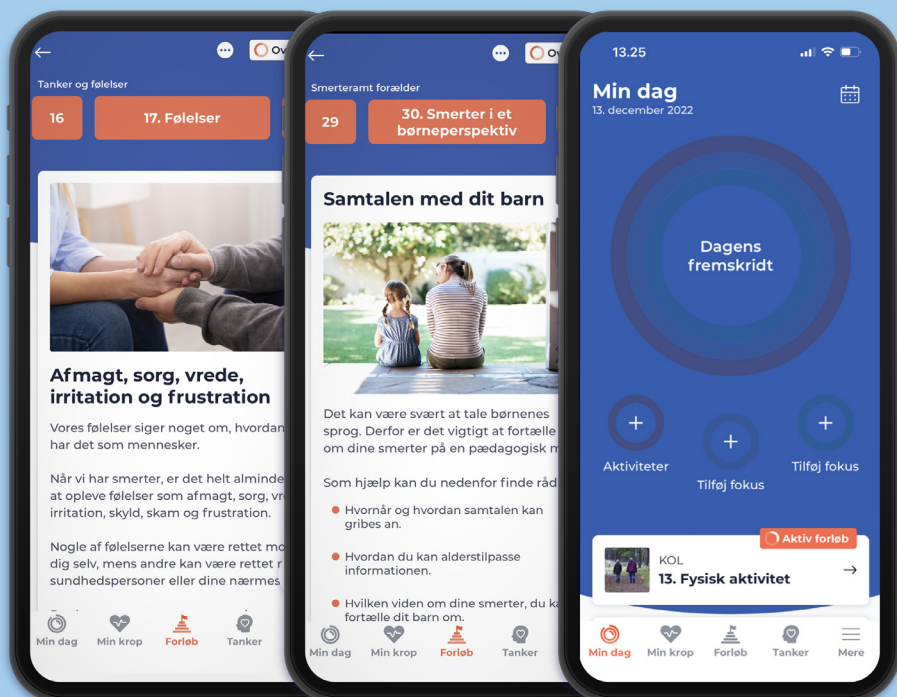 Tanker og følelser
16
17. Følelser
Afmagt, sorg, vrede,
irritation og frustration
Vores følelser siger noget om, hvordan
har det som mennesker.
Når vi har smerter, er det helt
at opleve følelser som afmagt, sorg,
irritation, skyld, skam og frustration.
Nogle af følelserne kan være rettet
dig selv, mens andre kan være rettet
sundhedspersoner eller dine
Min dag
Min krop
Forløb
Tanker
Smerteramt forælder
29
30. Smerter i et
børneperspektiv
Samtalen med dit barn
Det kan være svært at tale børnenes
sprog. Derfor er det vigtigt at fortælle
om dine smerter på en pædagogisk
Som hjælp kan du nedenfor finde råd
Hvornår og hvordan samtalen kan
gribes an.
Hvordan du kan alderstilpasse
informationen.
Hvilken viden om dine smerter, du
fortælle dit barn om.
Min dag
Min krop
Forløb
Tanker
13.25
Min dag
13. december 2022
Dagens
fremskridt
Aktiviteter
Tilføj fokus
Tilføj fokus
Aktiv forløb
KOL
13. Fysisk aktivitet
Min dag
Min krop
Forløb
Tanker
Mere